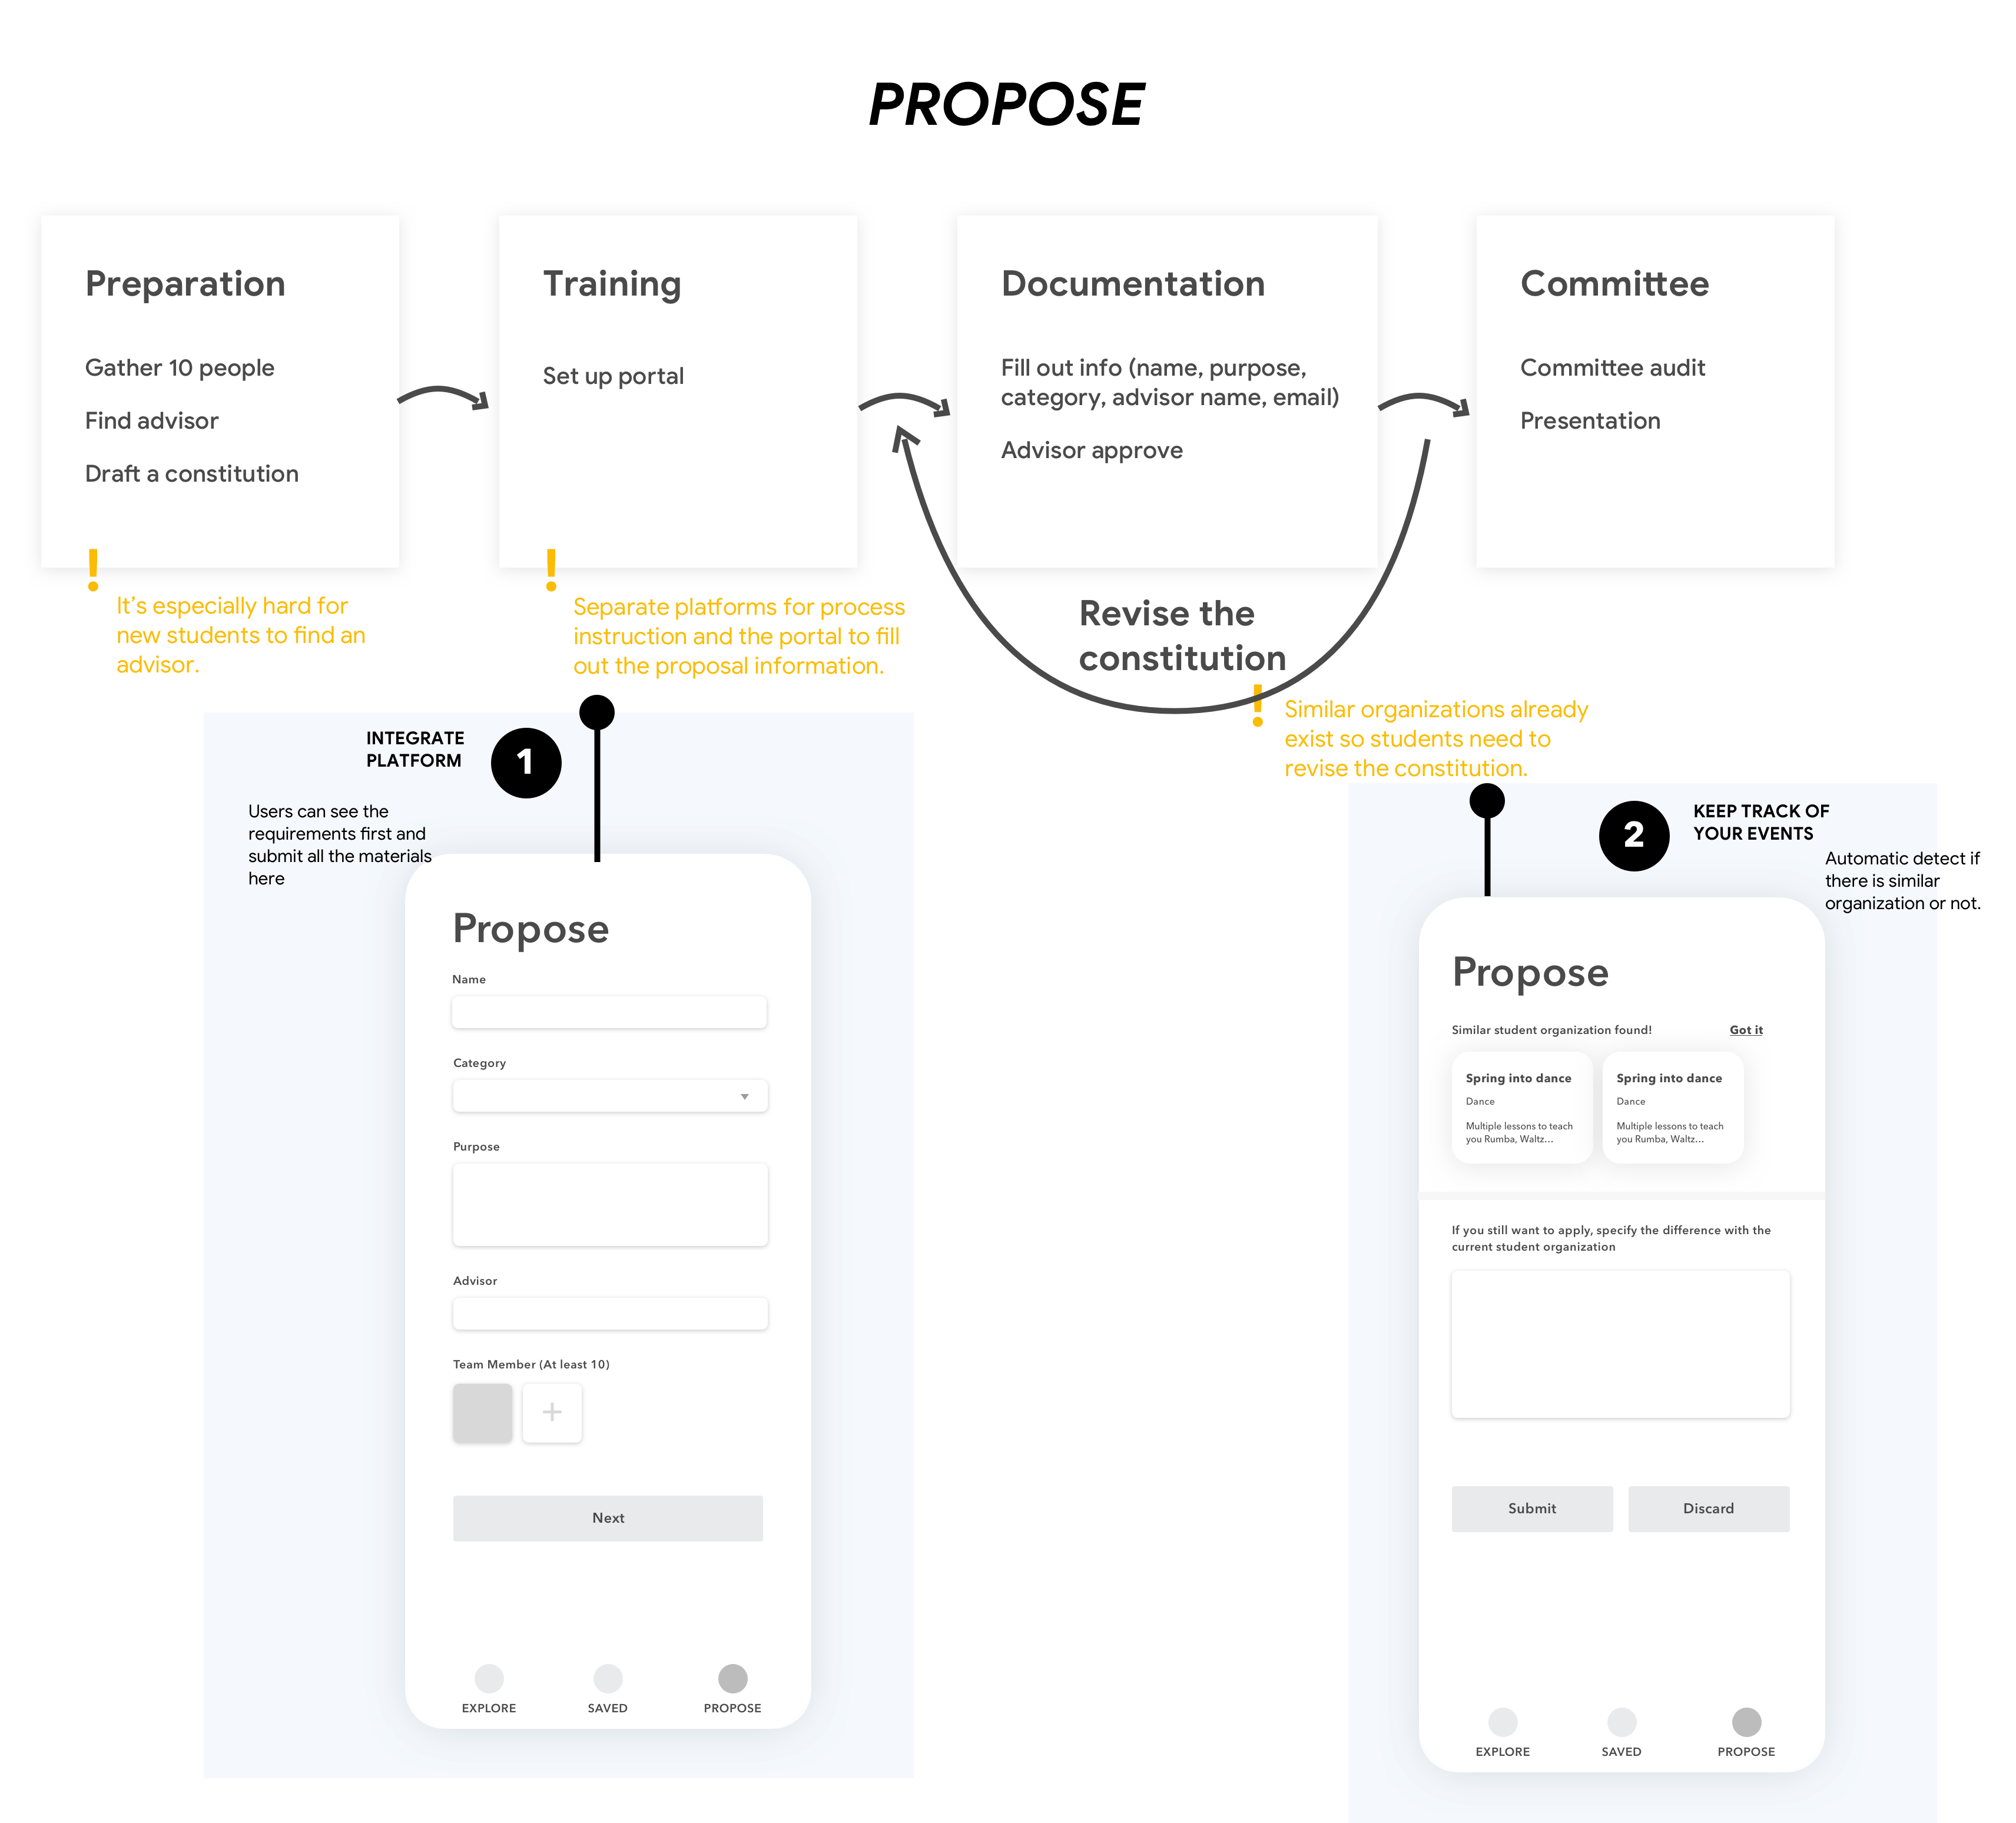 PROPOSE
Preparation
Gather 10 people
Find advisor
Draft a constitution
Training
Set up portal
Documentation
Fill out info (name, purpose,
category, advisor name, email)
Advisor approve
Committee
Committee audit
Presentation
!
It’s especially hard for
new students to find an
advisor.
!
Separate platforms for process
instruction and the portal to fill
out the proposal information.
Revise the
constitution
!
Similar organizations already
exist so students need to
revise the constitution.
INTEGRATE
PLATFORM
1
Users can see the
requirements first and
submit all the materials
here
Propose
Name
Category
Purpose
Advisor
Team Member (At least 10)
+
Next
EXPLORE
SAVED
PROPOSE
2
KEEP TRACK OF
YOUR EVENTS
Automatic detect if
there is similar
organization or not.
Propose
Similar student organization found!
Got it
Spring into dance
Dance
Multiple lessons to teach
you Rumba, Waltz...
Spring into dance
Dance
Multiple lessons to teach
you Rumba, Waltz...
If you still want to apply, specify the difference with the
current student organization
Submit
Discard
EXPLORE
SAVED
PROPOSE